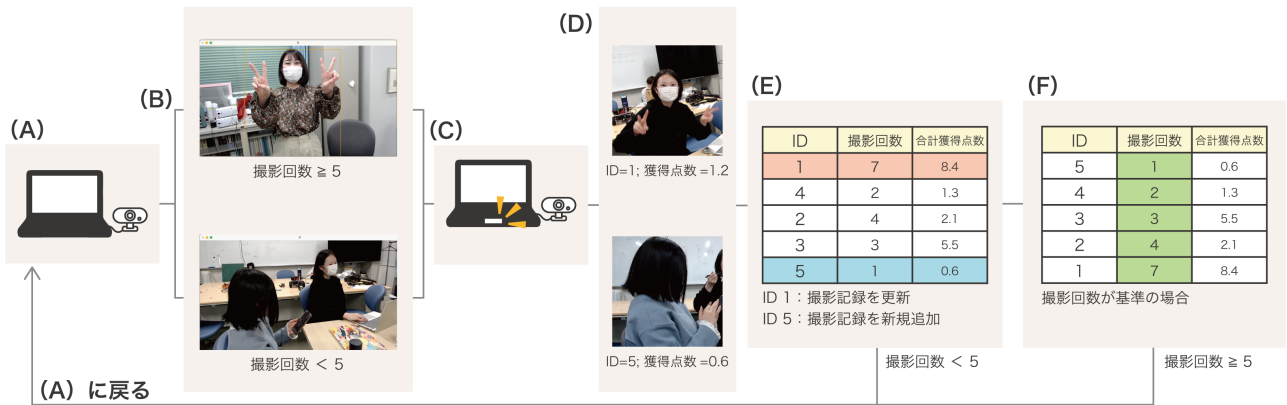 (A)
(B)
撮影回数 ≧ 5
撮影回数 < 5
(C)
(D)
ID=1; 獲得点数 =1.2
ID=5; 獲得点数 =0.6
(E)
ID 撮影回数 合計獲得点数
1 7 8.4
4 2 1.3
2 4 2.1
3 3 5.5
5 1 0.6
ID 1：撮影記録を更新
ID 5：撮影記録を新規追加
(F)
ID 撮影回数 合計獲得点数
5 1 0.6
4 2 1.3
3 3 5.5
2 4 2.1
1 7 8.4
撮影回数が基準の場合
撮影回数 < 5
撮影回数 ≧ 5
(A) に戻る